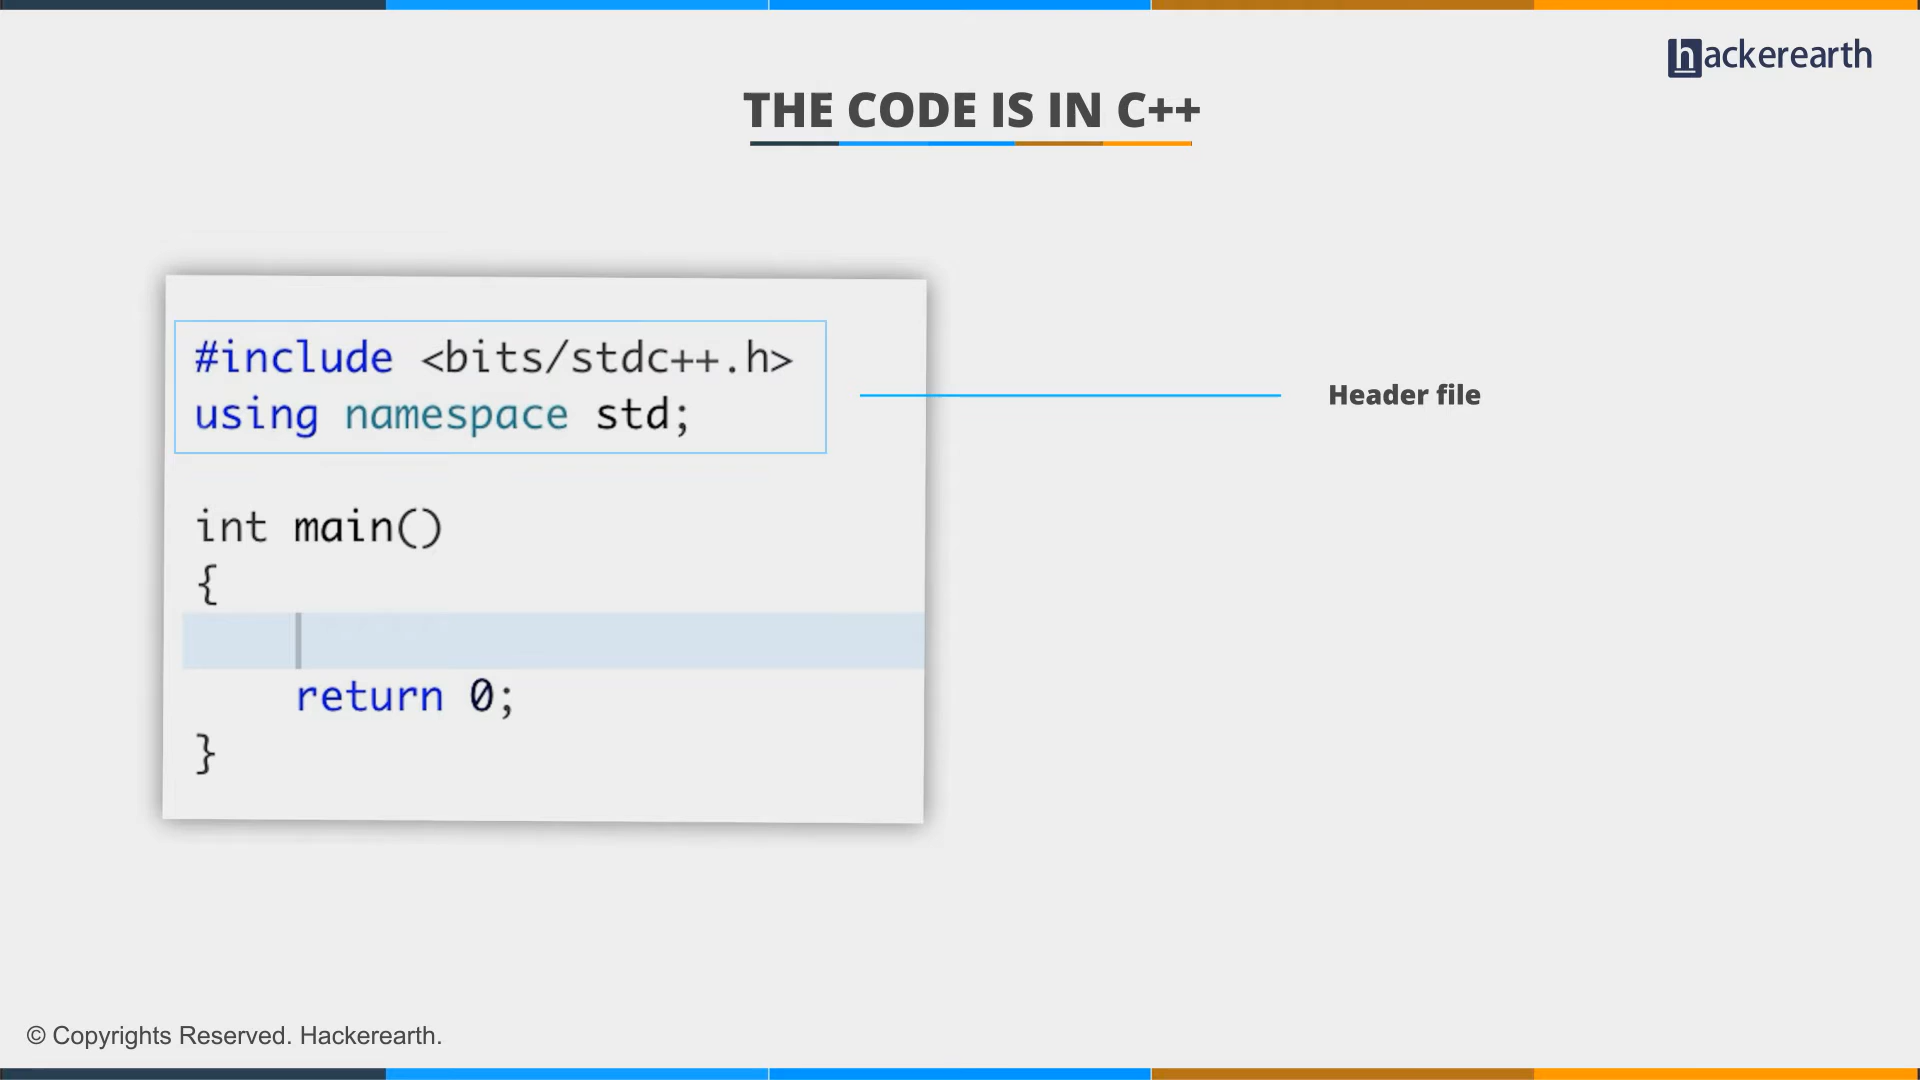 hackerearth
THE CODE IS IN C++
#include <bits/stdc++.h>
using namespace std;
Header file
int main()
{
return 0;
}
© Copyrights Reserved. Hackerearth.